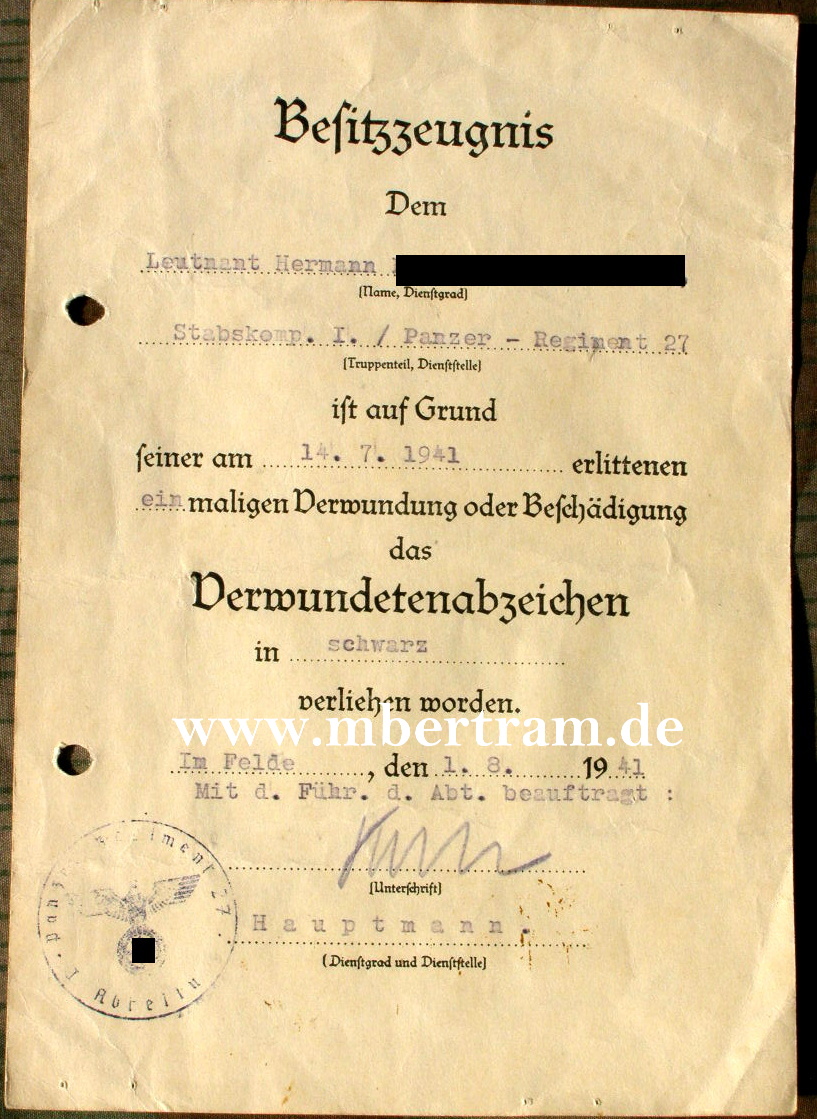 Besitzzeugnis
Dem
Leutnant Hermann
(Name, Dienstgrad)
Stabskomp. I. / Panzer - Regiment 27
(Truppenteil, Dienststelle)
ist auf Grund
seiner am 14. 7. 1941 erlittenen
einmaligen Verwundung oder Beschädigung
das
Verwundetenabzeichen
in schwarz
verliehen worden.
www.mbertram.de
Im Felde, den 1. 8. 1941
Mit d. Führ. d. Abt. beauftragt :
(Unterschrift)
Hauptmann.
(Dienstgrad und Dienststelle)